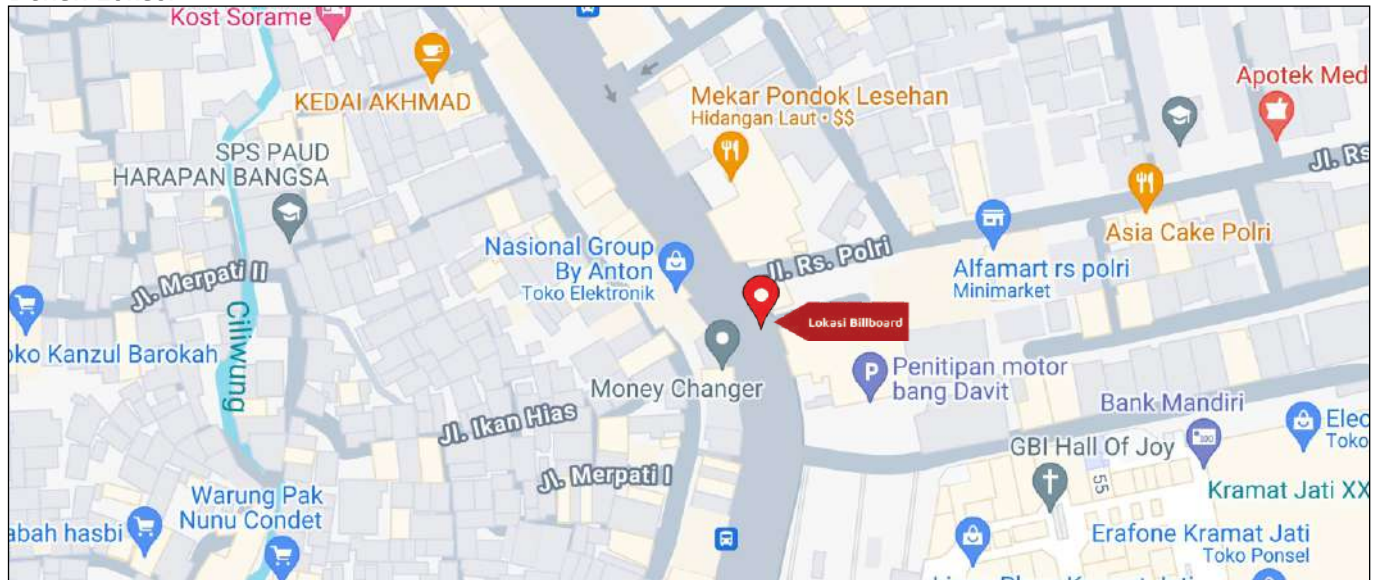 Kost Sorame
KEDAI AKHMAD
Mekar Pondok Lesehan
Hidangan Laut • $$
Apotek Med
SPS PAUD
HARAPAN BANGSA
Jl. Rs
Asia Cake Polri
Nasional Group
By Anton
Toko Elektronik
Jl. Rs. Polri
Alfamart rs polri
Minimarket
Jl. Merpati II
Ciliwung
Lokasi Billboard
oko Kanzul Barokah
Money Changer
P
Penitipan motor
bang Davit
Bank Mandiri
Elec
Toko
Jl. Ikan Hias
GBI Hall Of Joy
55
Jl. Merpati I
Kramat Jati XX
Warung Pak
Nunu Condet
abah hasbi
Erafone Kramat Jati
Toko Ponsel